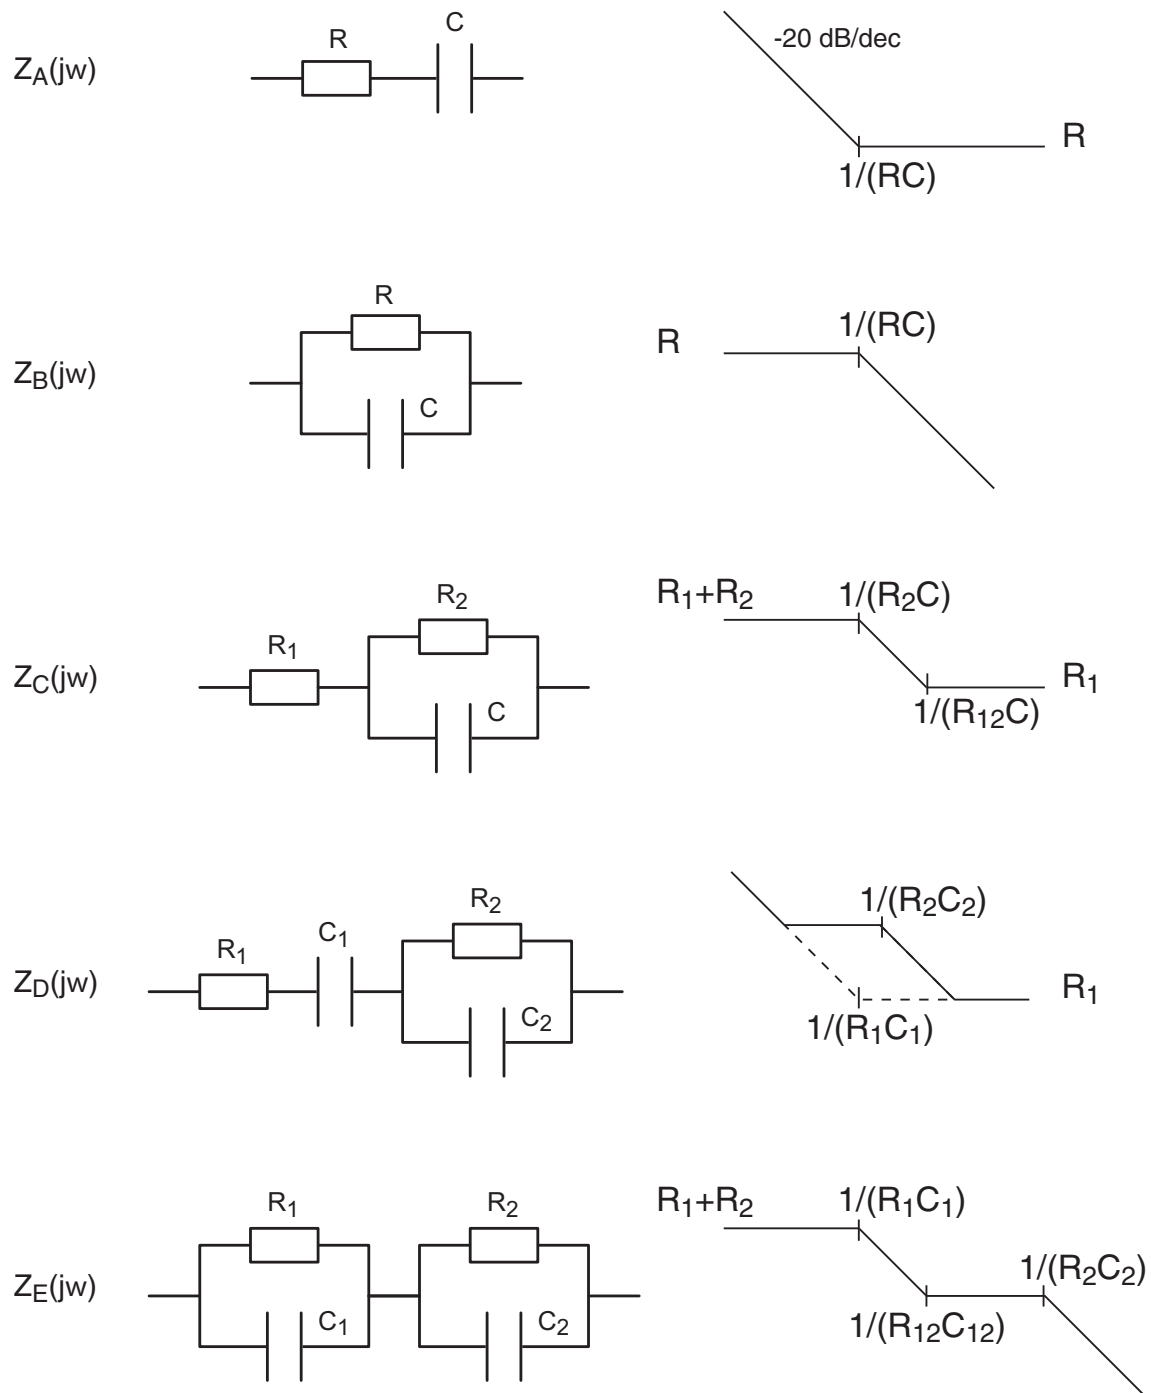 Z_A(jw)
R
C
-20 dB/dec
R
1/(RC)
Z_B(jw)
R
C
R
1/(RC)
Z_C(jw)
R_1
R_2
C
R_1+R_2
1/(R_2C)
R_1
1/(R_12C)
Z_D(jw)
R_1
C_1
R_2
C_2
1/(R_2C_2)
R_1
1/(R_1C_1)
Z_E(jw)
R_1
C_1
R_2
C_2
R_1+R_2
1/(R_1C_1)
1/(R_2C_2)
1/(R_12C_12)